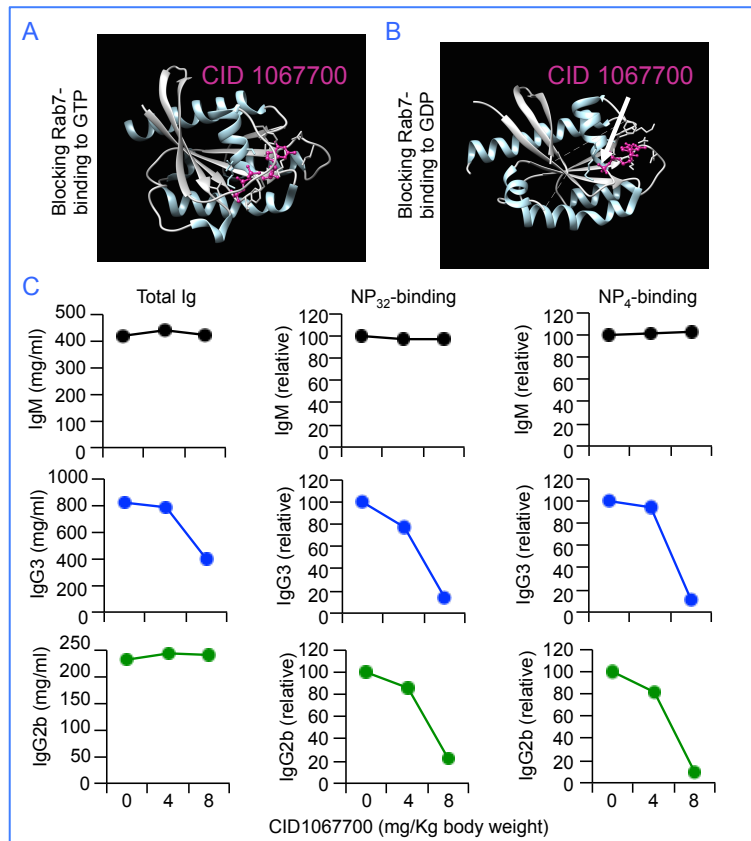 A
B
CID 1067700
CID 1067700
Blocking Rab7-
binding to GTP
Blocking Rab7-
binding to GDP
C
Total Ig
NP32-binding
NP4-binding
IgM (mg/ml)
500
400
300
200
100
0
IgM (relative)
120
100
80
60
40
20
0
IgM (relative)
120
100
80
60
40
20
0
IgG3 (mg/ml)
1000
800
600
400
200
0
IgG3 (relative)
120
100
80
60
40
20
0
IgG3 (relative)
120
100
80
60
40
20
0
IgG2b (mg/ml)
250
200
150
100
50
0
IgG2b (relative)
120
100
80
60
40
20
0
IgG2b (relative)
120
100
80
60
40
20
0
0 4 8
0 4 8
0 4 8
CID1067700 (mg/Kg body weight)